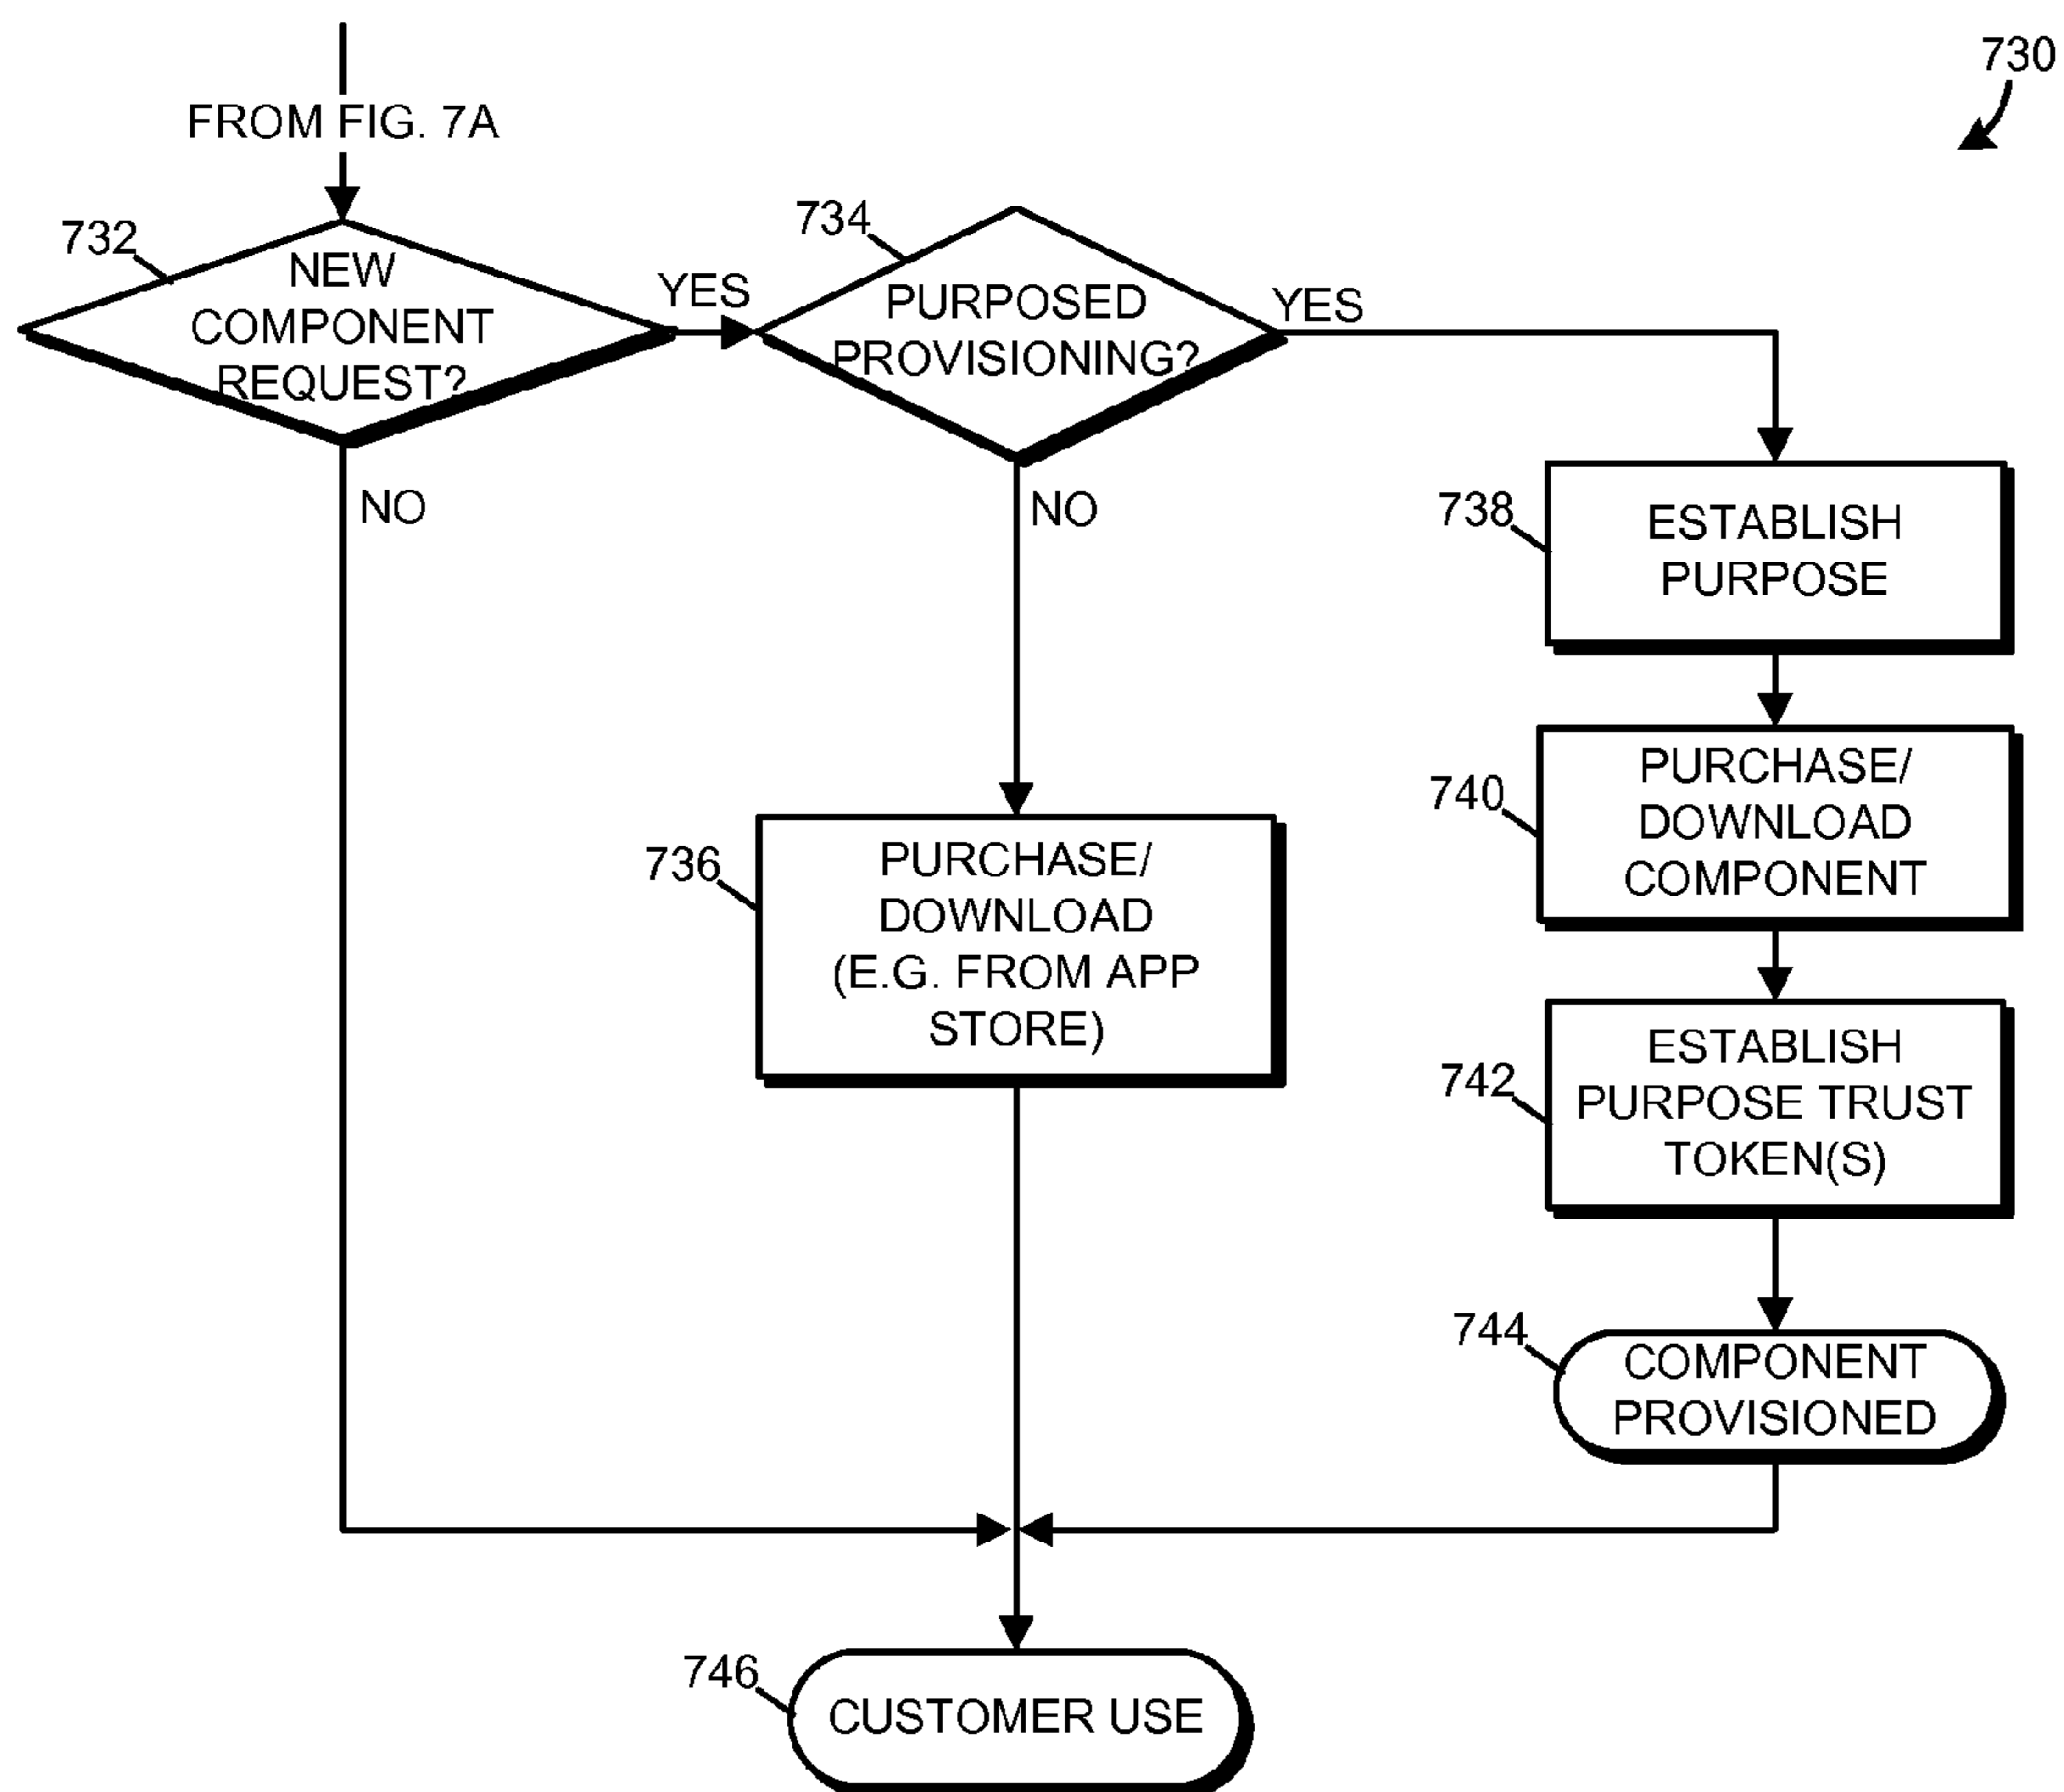 730
FROM FIG. 7A
732
NEW
COMPONENT
REQUEST?
YES
NO
734
PURPOSED
PROVISIONING?
YES
NO
738
ESTABLISH
PURPOSE
736
PURCHASE/
DOWNLOAD
(E.G. FROM APP
STORE)
740
PURCHASE/
DOWNLOAD
COMPONENT
742
ESTABLISH
PURPOSE TRUST
TOKEN(S)
744
COMPONENT
PROVISIONED
746
CUSTOMER USE